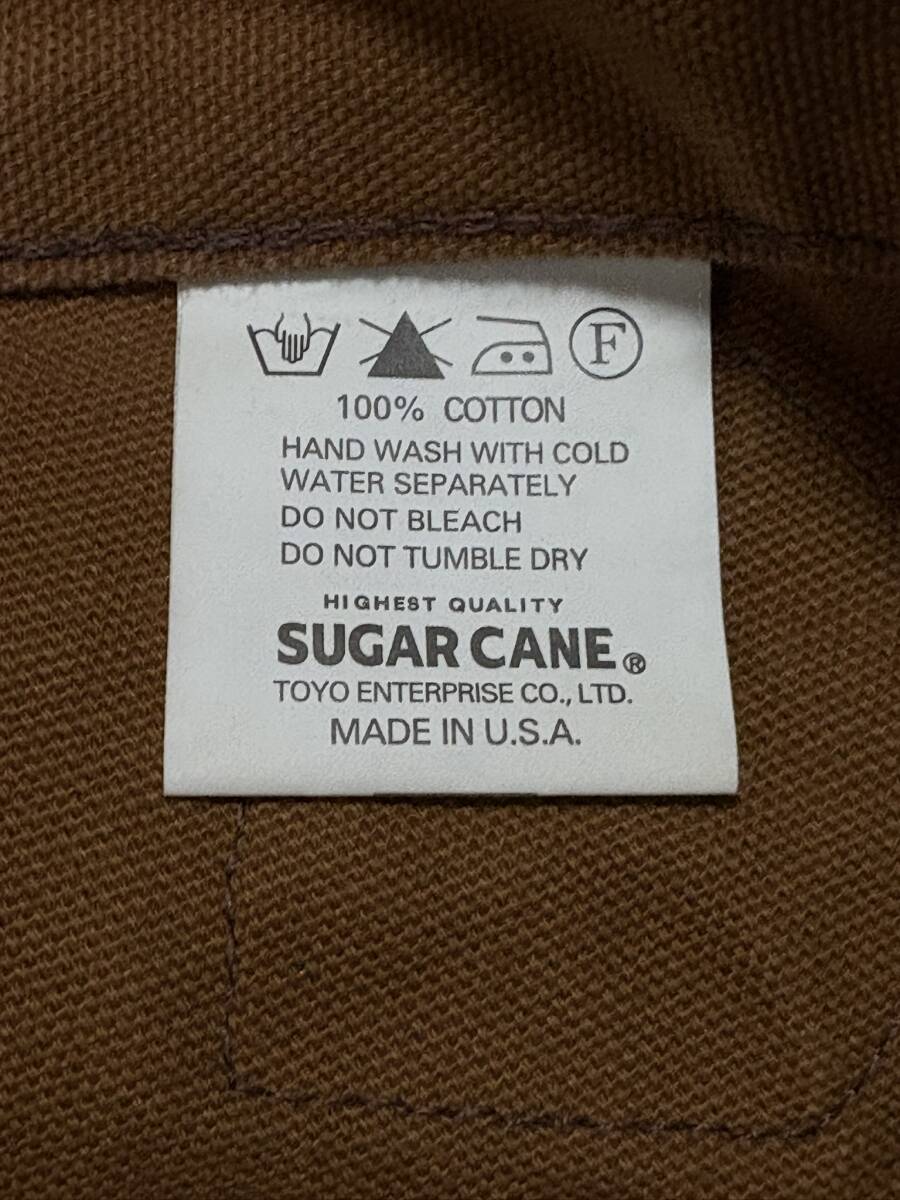 F
100% COTTON
HAND WASH WITH COLD
WATER SEPARATELY
DO NOT BLEACH
DO NOT TUMBLE DRY
HIGHEST QUALITY
SUGAR CANE®
TOYO ENTERPRISE CO., LTD.
MADE IN U.S.A.